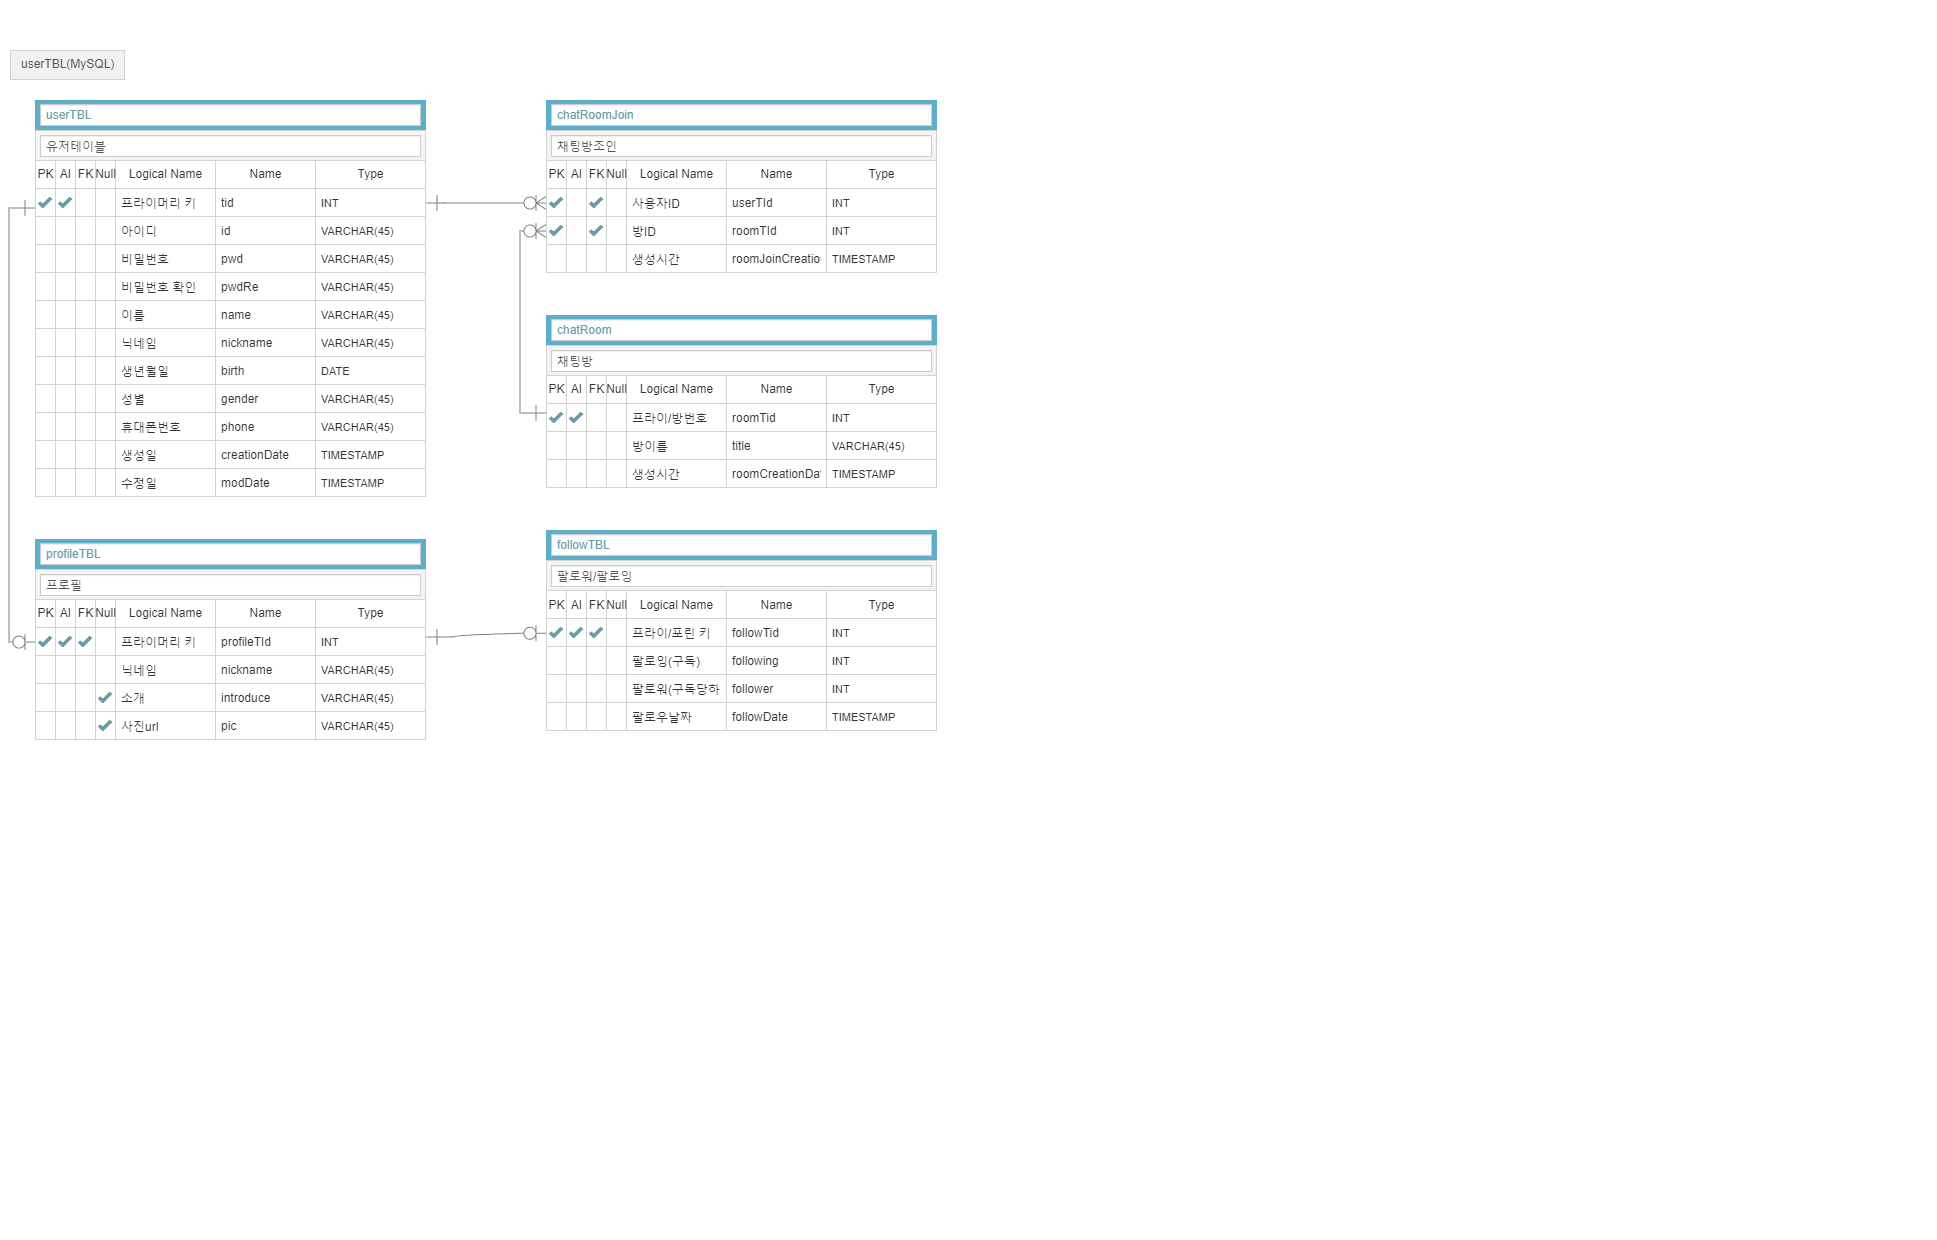 userTBL(MySQL)
userTBL
유저테이블
PK AI FK Null Logical Name Name Type
프라이머리 키 tid INT
아이디 id VARCHAR(45)
비밀번호 pwd VARCHAR(45)
비밀번호 확인 pwdRe VARCHAR(45)
이름 name VARCHAR(45)
닉네임 nickname VARCHAR(45)
생년월일 birth DATE
성별 gender VARCHAR(45)
휴대폰번호 phone VARCHAR(45)
생성일 creationDate TIMESTAMP
수정일 modDate TIMESTAMP
chatRoomJoin
채팅방조인
PK AI FK Null Logical Name Name Type
사용자ID userTId INT
방ID roomTId INT
생성시간 roomJoinCreatio TIMESTAMP
chatRoom
채팅방
PK AI FK Null Logical Name Name Type
프라이/방번호 roomTid INT
방이름 title VARCHAR(45)
생성시간 roomCreationDat TIMESTAMP
profileTBL
프로필
PK AI FK Null Logical Name Name Type
프라이머리 키 profileTId INT
닉네임 nickname VARCHAR(45)
소개 introduce VARCHAR(45)
사진url pic VARCHAR(45)
followTBL
팔로워/팔로잉
PK AI FK Null Logical Name Name Type
프라이/포린 키 followTid INT
팔로잉(구독) following INT
팔로워(구독당하 follower INT
팔로우날짜 followDate TIMESTAMP